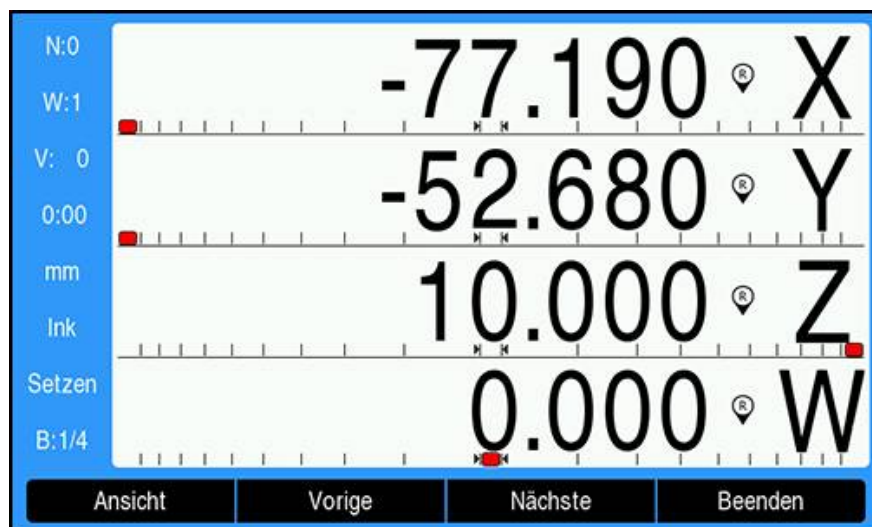 N:0
W:1
V: 0
0:00
mm
Ink
Setzen
B:1/4
-77.190 R X
-52.680 R Y
10.000 R Z
0.000 R W
Ansicht Vorige Nächste Beenden